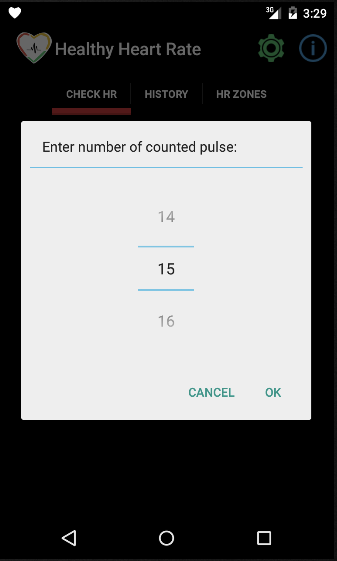 3G 3:29
Healthy Heart Rate
CHECK HR HISTORY HR ZONES
Enter number of counted pulse:
14
15
16
CANCEL OK